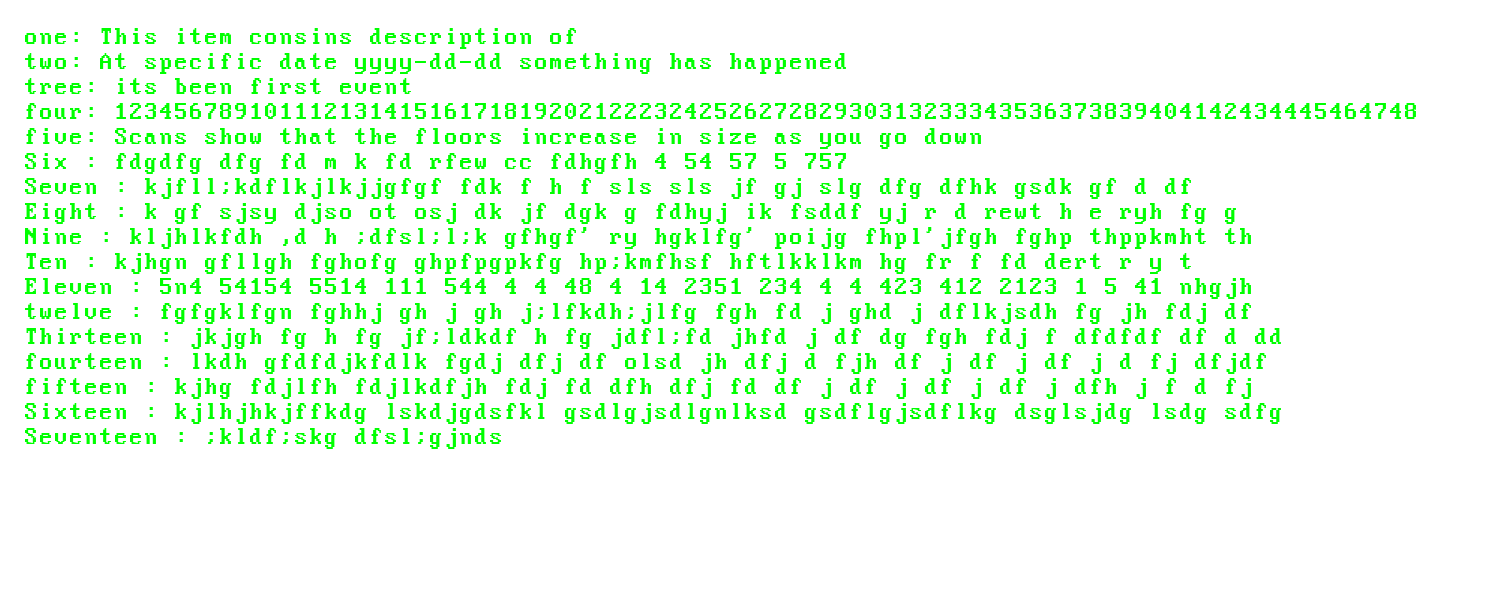 one: This item consins description of
two: At specific date yyyy-dd-dd something has happened
tree: its been first event
four: 123456789101112131415161718192021222324252627282930313233343536373839404142434445464748
five: Scans show that the floors increase in size as you go down
Six : fdgdfg dfg fd m k fd rfew cc fdhgfh 4 54 57 5 757
Seven : kjfll;kdflkjlkjjgfgf fdk f h f sls sls jf gj slg dfg dfhk gsdk gf d df
Eight : k gf sjsy djso ot osj dk jf dgk g fdhyj ik fsddf yj r d rewt h e ryh fg g
Nine : kljhlkfdh ,d h ;dfsl;l;k gfhgf' ry hgklfg' poijg fhpl'jfgh fghp thppkmht th
Ten : kjhgn gfllgh fghofg ghpfpgpkfg hp;kmfhsf hftlkklkm hg fr f fd dert r y t
Eleven : 5n4 54154 5514 111 544 4 4 48 4 14 2351 234 4 4 423 412 2123 1 5 41 nhgjh
twelve : fgfgklfgn fghhj gh j gh j;lfkdh;jlfg fgh fd j ghd j dflkjsdh fg jh fdj df
Thirteen : jkjgh fg h fg jf;ldkdf h fg jdfl;fd jhfd j df dg fgh fdj f dfdfdf df d dd
fourteen : lkdh gfdfdjkfdlk fgdj dfj df olsd jh dfj d fjh df j df j df j d fj dfjdf
fifteen : kjhg fdjlfh fdjlkdfjh fdj fd dfh dfj fd df j df j df j df j dfh j f d fj
Sixteen : kjlhjhkjffkdg lskdjgdsfkl gsdlgjsdlgnlksd gsdflgjsdflkg dsglsjdg lsdg sdfg
Seventeen : ;kldf;skg dfsl;gjnds